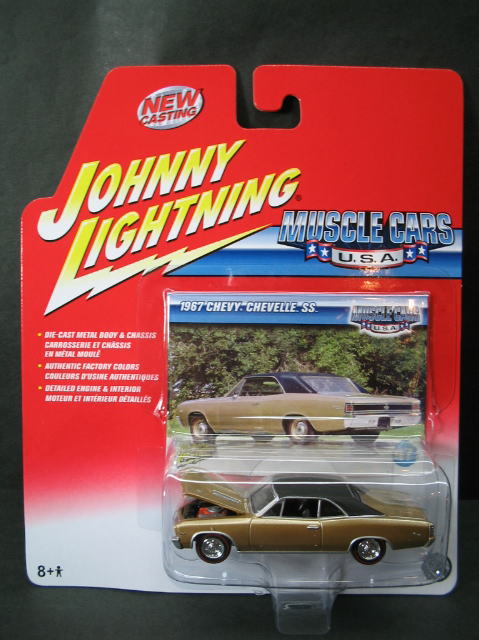 NEW
CASTING
JOHNNY
LIGHTNING®
MUSCLE CARS
U.S.A.
1967 CHEVY CHEVELLE SS
MUSCLE CARS
U.S.A.
• DIE-CAST METAL BODY & CHASSIS
CARROSSERIE ET CHÂSSIS
EN MÉTAL MOULÉ
• AUTHENTIC FACTORY COLORS
COULEURS D'USINE AUTHENTIQUES
• DETAILED ENGINE & INTERIOR
MOTEUR ET INTÉRIEUR DÉTAILLÉS
8+